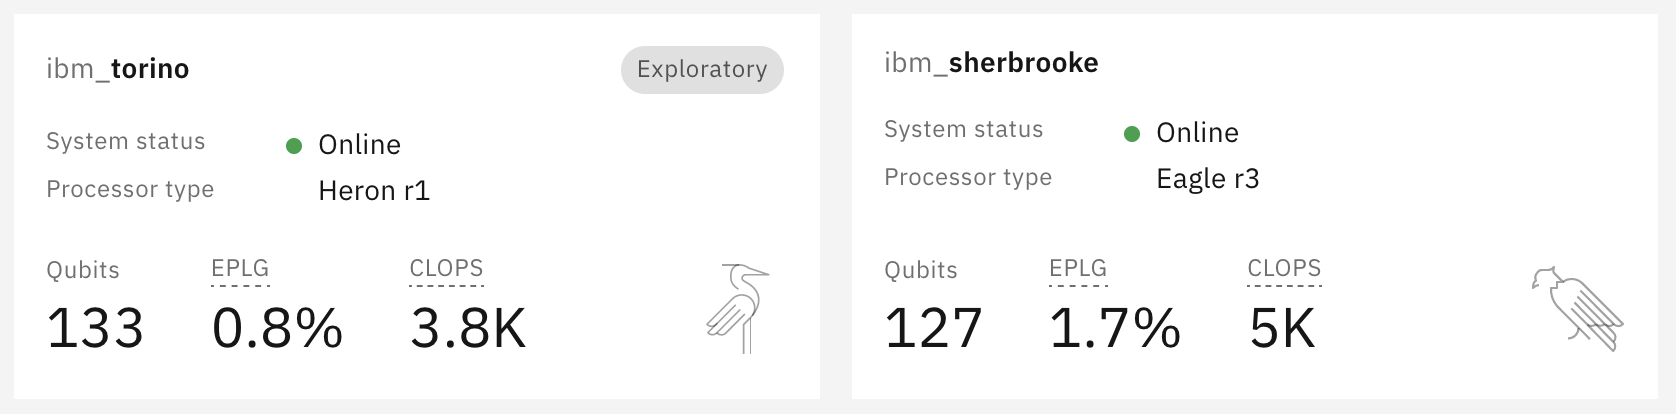 ibm_torino
Exploratory
System status Online
Processor type Heron r1
Qubits EPLG CLOPS
133 0.8% 3.8K
ibm_sherbrooke
System status Online
Processor type Eagle r3
Qubits EPLG CLOPS
127 1.7% 5K